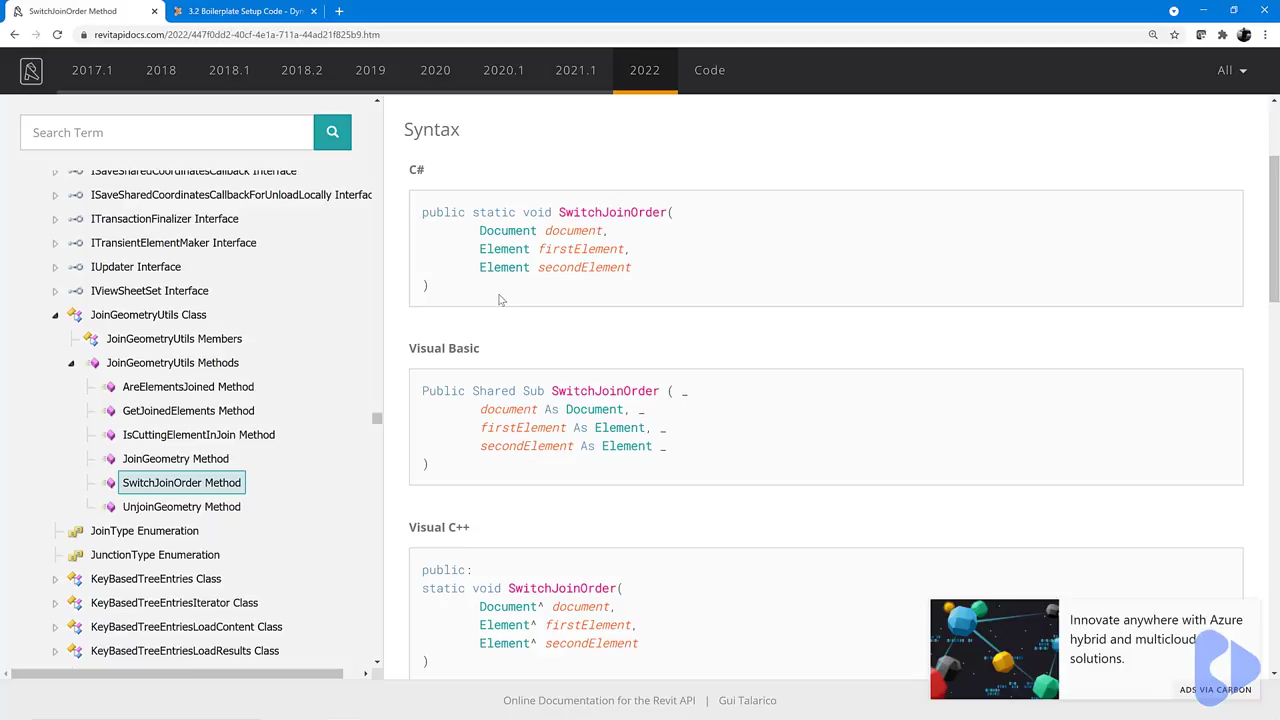 SwitchJoinOrder Method
3.2 Boilerplate Setup Code - Dyn
revitapidocs.com/2022/447f0dd2-40cf-4e1a-711a-44ad21f825b9.htm
2017.1 2018 2018.1 2018.2 2019 2020 2020.1 2021.1 2022 Code All
Search Term
ISaveSharedCoordinatesCallback Interface
ISaveSharedCoordinatesCallbackForUnloadLocally Interfac
ITransactionFinalizer Interface
ITransientElementMaker Interface
IUpdater Interface
IViewSheetSet Interface
JoinGeometryUtils Class
JoinGeometryUtils Members
JoinGeometryUtils Methods
AreElementsJoined Method
GetJoinedElements Method
IsCuttingElementInJoin Method
JoinGeometry Method
SwitchJoinOrder Method
UnjoinGeometry Method
JoinType Enumeration
JunctionType Enumeration
KeyBasedTreeEntries Class
KeyBasedTreeEntriesIterator Class
KeyBasedTreeEntriesLoadContent Class
KeyBasedTreeEntriesLoadResults Class
Syntax
C#
public static void SwitchJoinOrder(
Document document,
Element firstElement,
Element secondElement
)
Visual Basic
Public Shared Sub SwitchJoinOrder ( _
document As Document, _
firstElement As Element, _
secondElement As Element _
)
Visual C++
public:
static void SwitchJoinOrder(
Document^ document,
Element^ firstElement,
Element^ secondElement
)
Innovate anywhere with Azure
hybrid and multicloud
solutions.
ADS VIA CARBON
Online Documentation for the Revit API | Gui Talarico